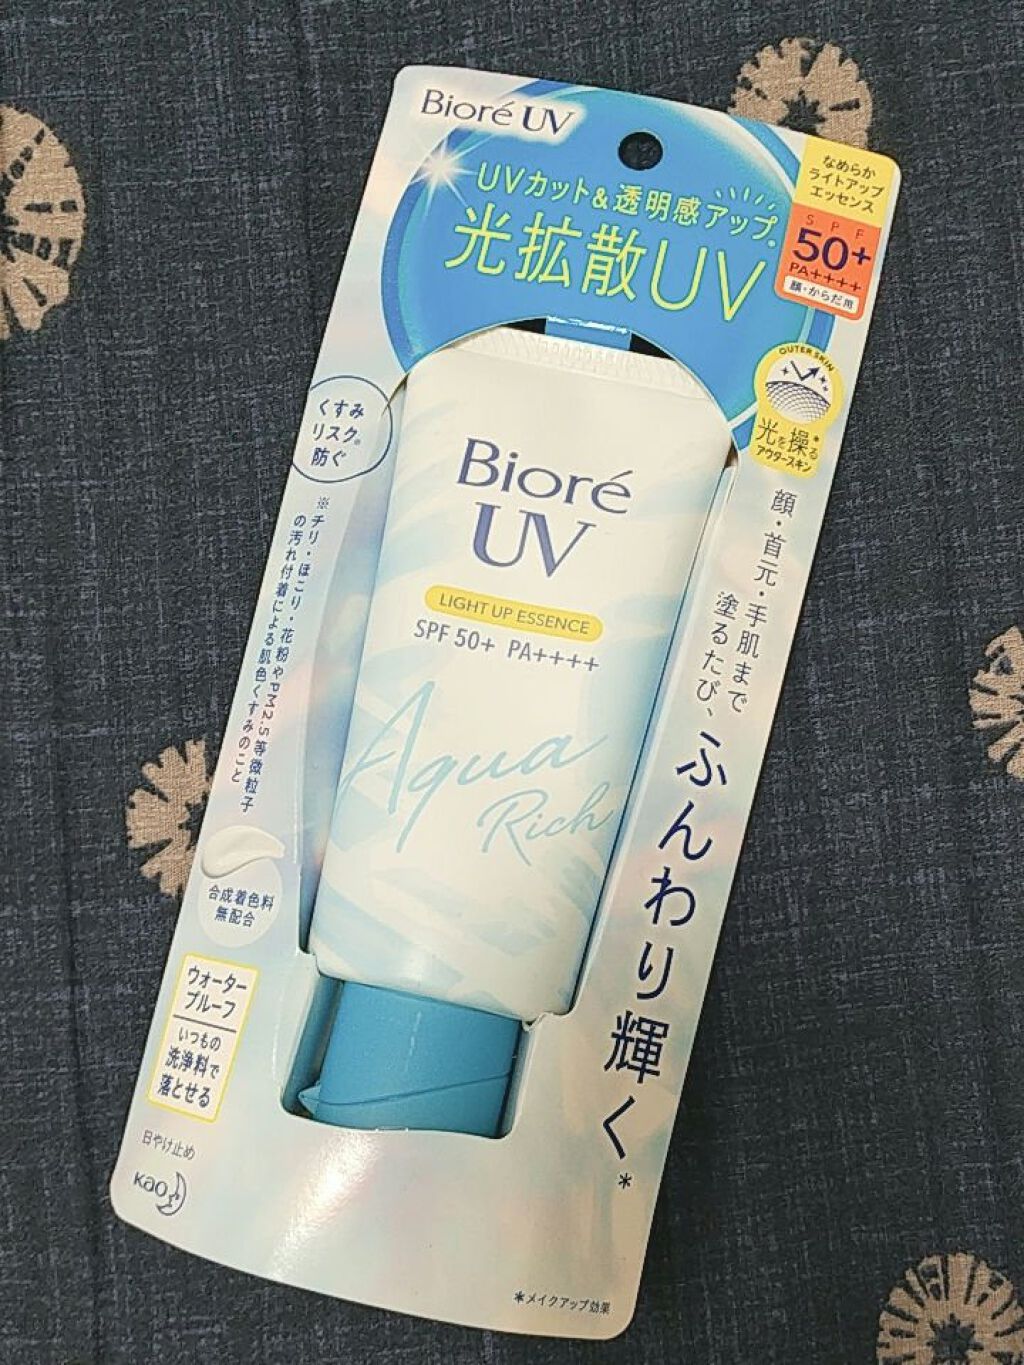 Bioré UV
UVカット&透明感アップ*
光拡散UV
なめらか
ライトアップ
エッセンス
SPF
50+
PA++++
顔・からだ用
OUTER SKIN
光を操る*
アウタースキン
くすみ
リスク※
防ぐ
※チリ・ほこり・花粉やPM2.5等微粒子
の汚れ付着による肌色くすみのこと
Bioré
UV
LIGHT UP ESSENCE
SPF 50+ PA++++
Aqua
Rich
顔・首元・手肌まで
塗るたび、
ふんわり輝く*
合成着色料
無配合
ウォーター
プルーフ
いつもの
洗浄料で
落とせる
日やけ止め
kao
*メイクアップ効果